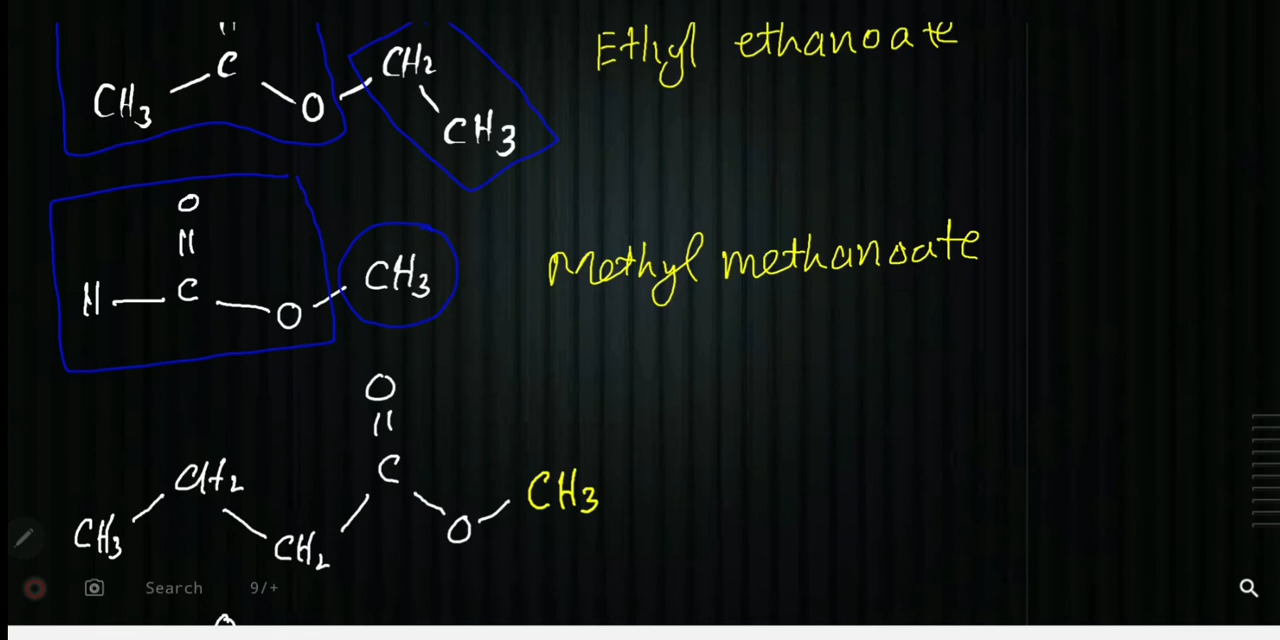 Ethyl ethanoate
CH₂
C
CH₃
O
CH₃
O
Methyl methanoate
CH₃
H
C
O
O
C
CH₂
CH₃
CH₃
O
CH₂
Search 9/+